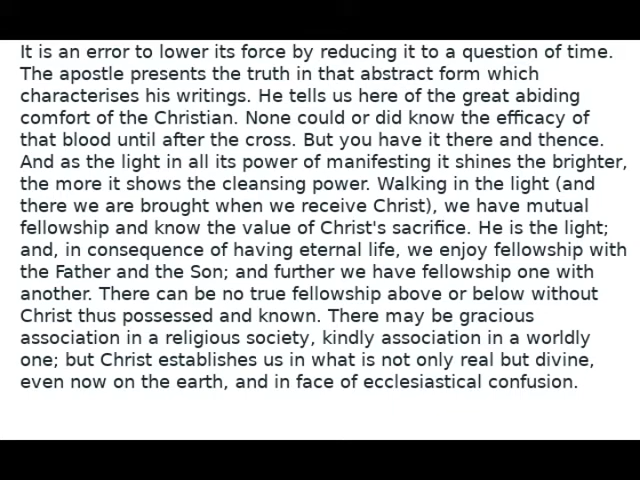 It is an error to lower its force by reducing it to a question of time.
The apostle presents the truth in that abstract form which
characterises his writings. He tells us here of the great abiding
comfort of the Christian. None could or did know the efficacy of
that blood until after the cross. But you have it there and thence.
And as the light in all its power of manifesting it shines the brighter,
the more it shows the cleansing power. Walking in the light (and
there we are brought when we receive Christ), we have mutual
fellowship and know the value of Christ's sacrifice. He is the light;
and, in consequence of having eternal life, we enjoy fellowship with
the Father and the Son; and further we have fellowship one with
another. There can be no true fellowship above or below without
Christ thus possessed and known. There may be gracious
association in a religious society, kindly association in a worldly
one; but Christ establishes us in what is not only real but divine,
even now on the earth, and in face of ecclesiastical confusion.